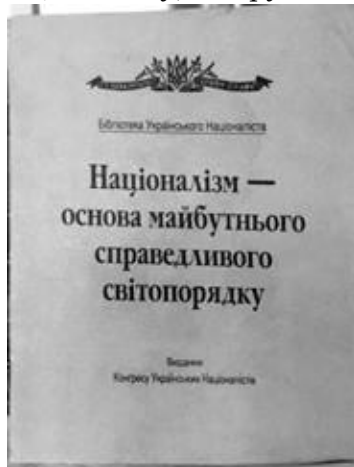 Бібліотека Українського Націоналіста
Націоналізм —
основа майбутнього
справедливого
світопорядку
Видання
Конгресу Українських Націоналістів